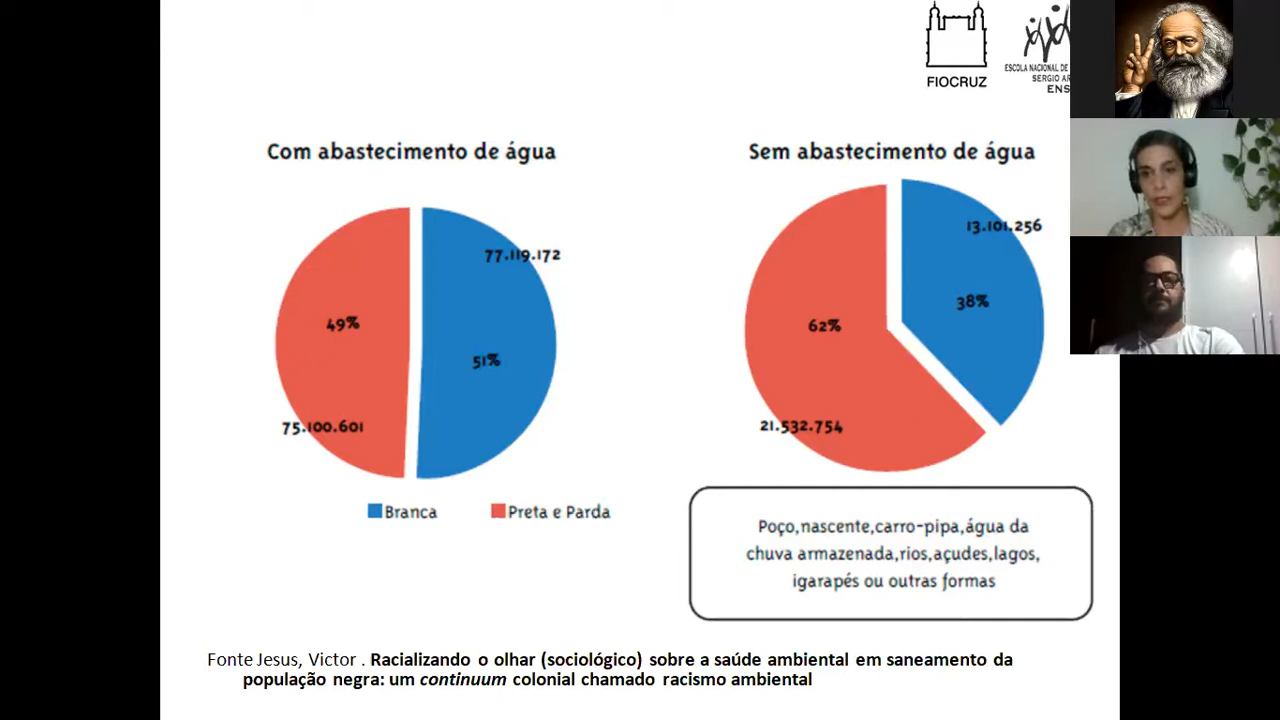 FIOCRUZ
ESCOLA NACIONAL DE
SERGIO AR
ENS
Com abastecimento de água
Sem abastecimento de água
77.119.172
49%
51%
75.100.601
13.101.256
38%
62%
21.532.754
Branca
Preta e Parda
Poço,nascente,carro-pipa,água da
chuva armazenada,rios,açudes,lagos,
igarapés ou outras formas
Fonte Jesus, Victor . Racializando o olhar (sociológico) sobre a saúde ambiental em saneamento da
população negra: um continuum colonial chamado racismo ambiental